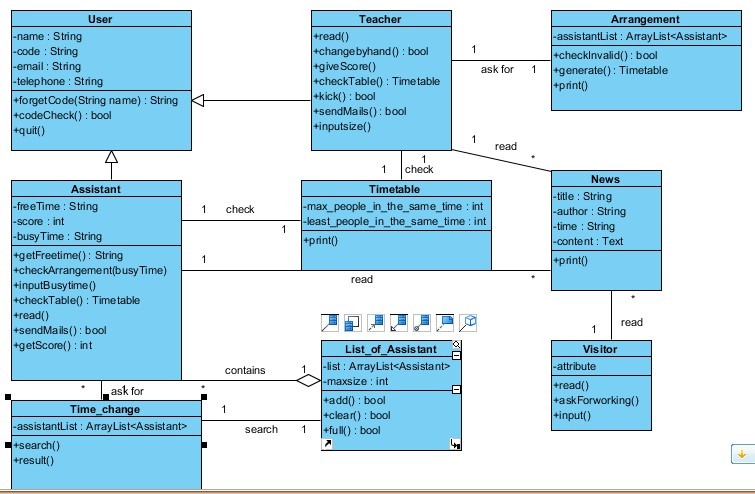 User
-name : String
-code : String
-email : String
-telephone : String
+forgetCode(String name) : String
+codeCheck() : bool
+quit()
Teacher
+read()
+changebyhand() : bool
+giveScore()
+checkTable() : Timetable
+kick() : bool
+sendMails() : bool
+inputsize()
1
ask for
1
Arrangement
-assistantList : ArrayList<Assistant>
+checkInvalid() : bool
+generate() : Timetable
+print()
1
read
*
1
1
check
Assistant
-freeTime : String
-score : int
-busyTime : String
+getFreetime() : String
+checkArrangement(busyTime)
+inputBusytime()
+checkTable() : Timetable
+read()
+sendMails() : bool
+getScore() : int
1
check
1
Timetable
-max_people_in_the_same_time : int
-least_people_in_the_same_time : int
+print()
News
-title : String
-author : String
-time : String
-content : Text
+print()
1
read
*
*
1
read
Visitor
-attribute
+read()
+askForworking()
+input()
contains
1
*
List_of_Assistant
-list : ArrayList<Assistant>
-maxsize : int
+add() : bool
+clear() : bool
+full() : bool
*
1
ask for
Time_change
-assistantList : ArrayList<Assistant>
+search()
+result()
1
search
1